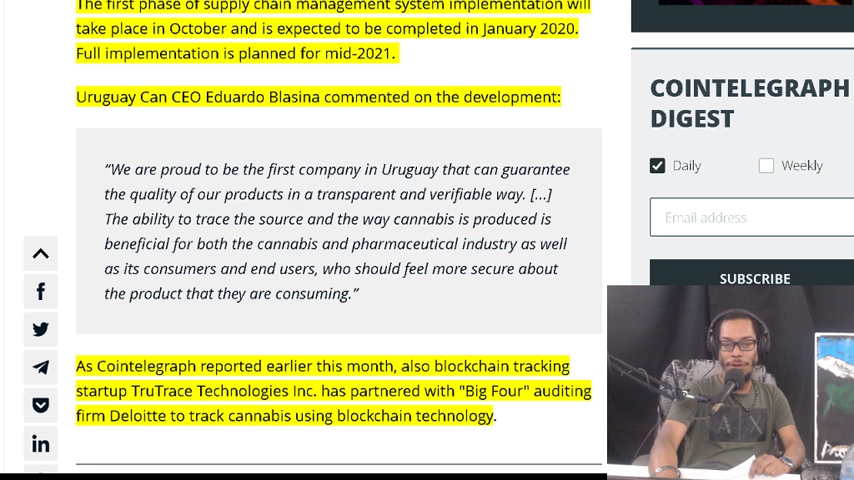 The first phase of supply chain management system implementation will
take place in October and is expected to be completed in January 2020.
Full implementation is planned for mid-2021.
Uruguay Can CEO Eduardo Blasina commented on the development:
“We are proud to be the first company in Uruguay that can guarantee
the quality of our products in a transparent and verifiable way. [...]
The ability to trace the source and the way cannabis is produced is
beneficial for both the cannabis and pharmaceutical industry as well
as its consumers and end users, who should feel more secure about
the product that they are consuming.”
As Cointelegraph reported earlier this month, also blockchain tracking
startup TruTrace Technologies Inc. has partnered with "Big Four" auditing
firm Deloitte to track cannabis using blockchain technology.
COINTELEGRAPH
DIGEST
Daily Weekly
Email address
SUBSCRIBE
A|X